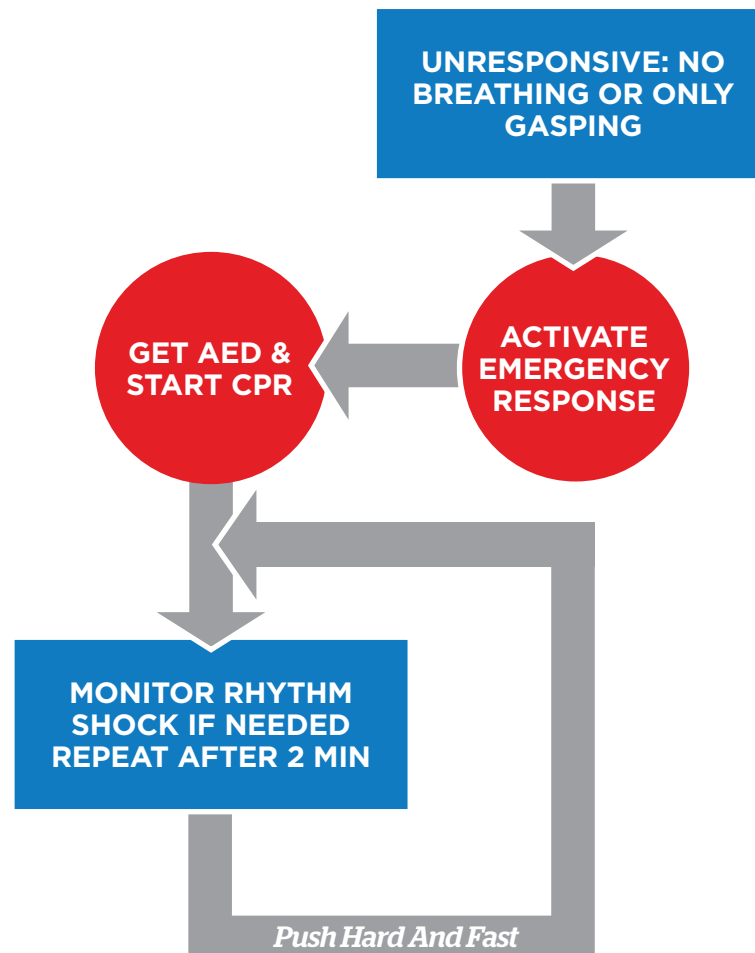 UNRESPONSIVE: NO
BREATHING OR ONLY
GASPING
ACTIVATE
EMERGENCY
RESPONSE
GET AED &
START CPR
MONITOR RHYTHM
SHOCK IF NEEDED
REPEAT AFTER 2 MIN
Push Hard And Fast